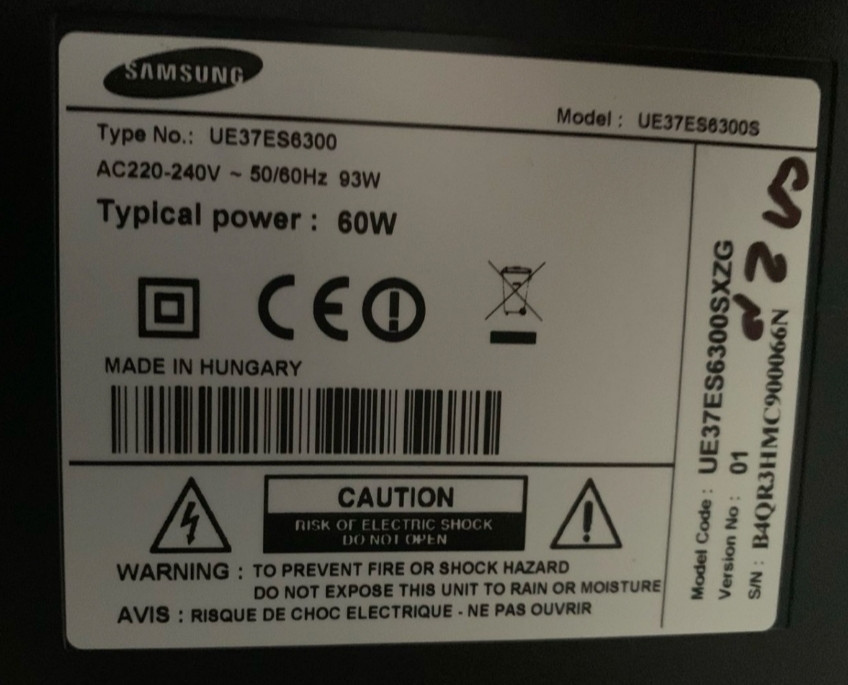 SAMSUNG
Model : UE37ES6300S
Type No.: UE37ES6300
AC220-240V ~ 50/60Hz 93W
Typical power : 60W
CE
MADE IN HUNGARY
CAUTION
RISK OF ELECTRIC SHOCK
DO NOT OPEN
WARNING : TO PREVENT FIRE OR SHOCK HAZARD
DO NOT EXPOSE THIS UNIT TO RAIN OR MOISTURE
AVIS : RISQUE DE CHOC ELECTRIQUE - NE PAS OUVRIR
Model Code : UE37ES6300SXZG
Version No : 01
S/N : B4QR3HMC900066N